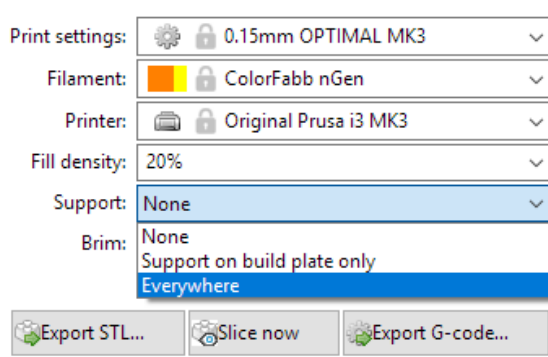 Print settings: 0.15mm OPTIMAL MK3
Filament: ColorFabb nGen
Printer: Original Prusa i3 MK3
Fill density: 20%
Support: None
Brim: None
Support on build plate only
Everywhere
Export STL... Slice now Export G-code...